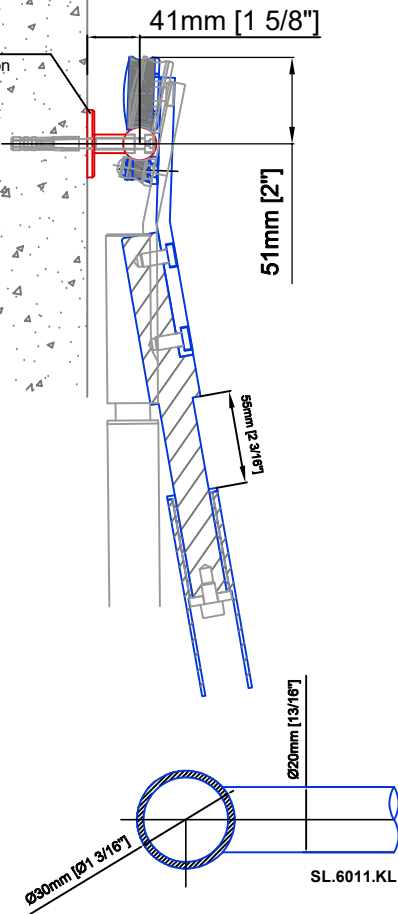 41mm [1 5/8"]
51mm [2"]
55mm [2 3/16"]
Ø20mm [13/16"]
Ø30mm [Ø1 3/16"]
SL.6011.KL